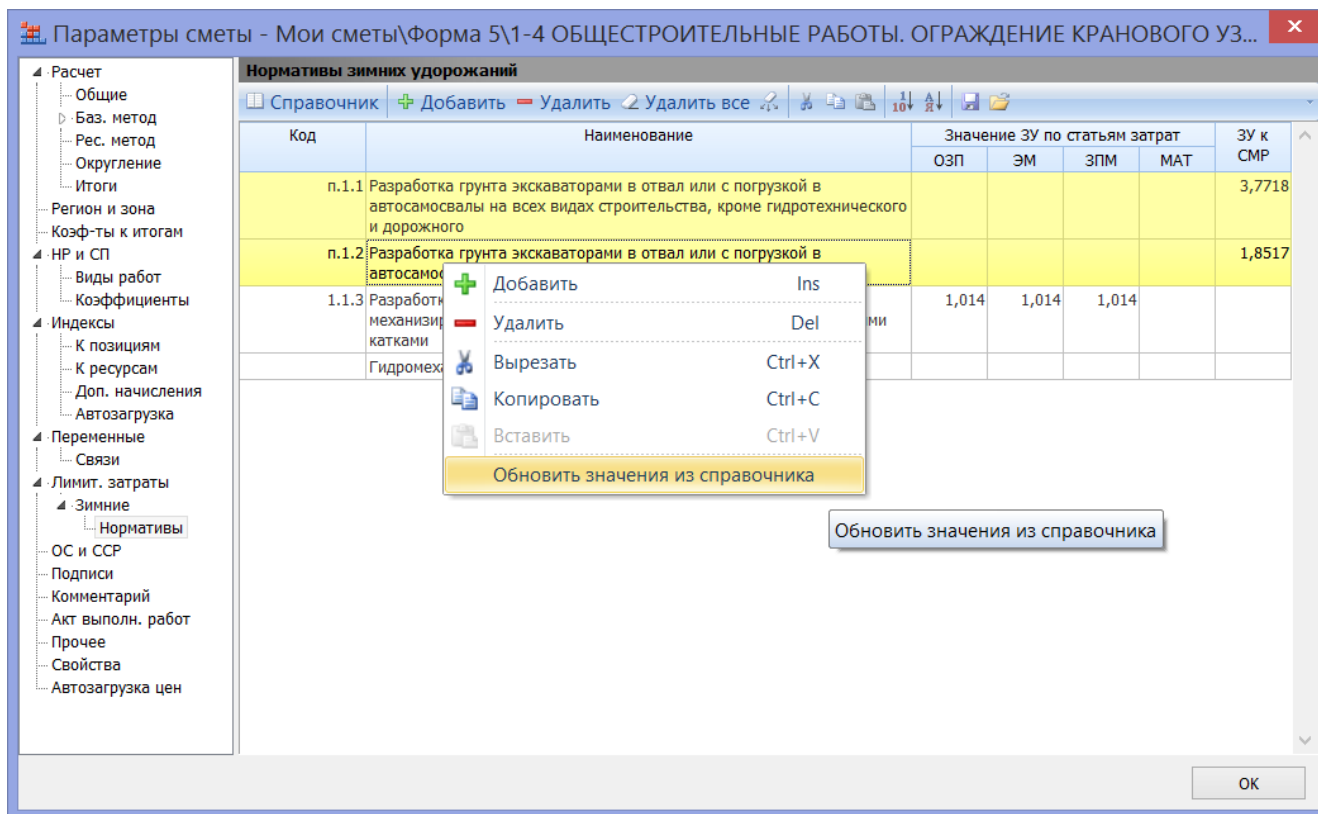 Параметры сметы - Мои сметы\Форма 5\1-4 ОБЩЕСТРОИТЕЛЬНЫЕ РАБОТЫ. ОГРАЖДЕНИЕ КРАНОВОГО УЗ...
Расчет
Общие
Баз. метод
Рес. метод
Округление
Итоги
Регион и зона
Коэф-ты к итогам
НР и СП
Виды работ
Коэффициенты
Индексы
К позициям
К ресурсам
Доп. начисления
Автозагрузка
Переменные
Связи
Лимит. затраты
Зимние
Нормативы
ОС и ССР
Подписи
Комментарий
Акт выполн. работ
Прочее
Свойства
Автозагрузка цен
Нормативы зимних удорожаний
Справочник Добавить Удалить Удалить все
Код Наименование Значение ЗУ по статьям затрат ЗУ к СМР
ОЗП ЭМ ЗПМ МАТ
п.1.1 Разработка грунта экскаваторами в отвал или с погрузкой в 3,7718
автосамосвалы на всех видах строительства, кроме гидротехнического
и дорожного
п.1.2 Разработка грунта экскаваторами в отвал или с погрузкой в 1,8517
автосамо
1.1.3 Разработк 1,014 1,014 1,014
механизир ми
катками
Гидромех
Добавить Ins
Удалить Del
Вырезать Ctrl+X
Копировать Ctrl+C
Вставить Ctrl+V
Обновить значения из справочника
Обновить значения из справочника
ОК